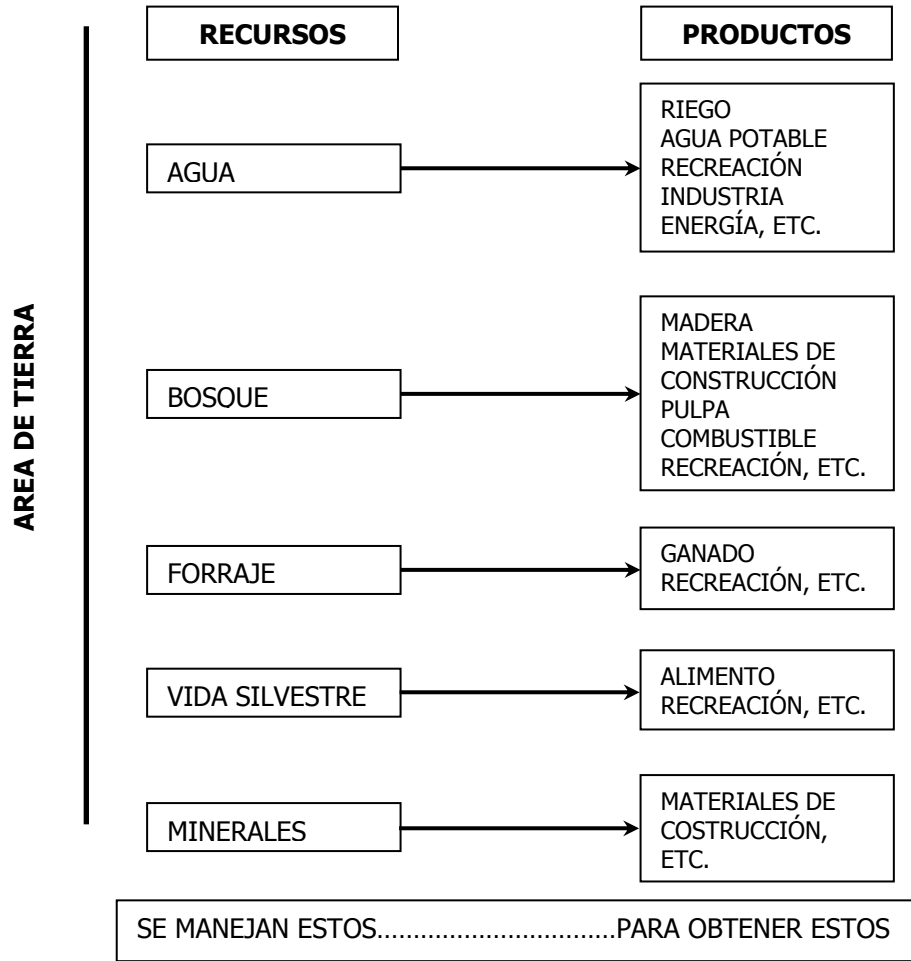 RECURSOS
PRODUCTOS
AREA DE TIERRA
AGUA
RIEGO
AGUA POTABLE
RECREACIÓN
INDUSTRIA
ENERGÍA, ETC.
BOSQUE
MADERA
MATERIALES DE
CONSTRUCCIÓN
PULPA
COMBUSTIBLE
RECREACIÓN, ETC.
FORRAJE
GANADO
RECREACIÓN, ETC.
VIDA SILVESTRE
ALIMENTO
RECREACIÓN, ETC.
MINERALES
MATERIALES DE
COSTRUCCIÓN,
ETC.
SE MANEJAN ESTOS.................................PARA OBTENER ESTOS